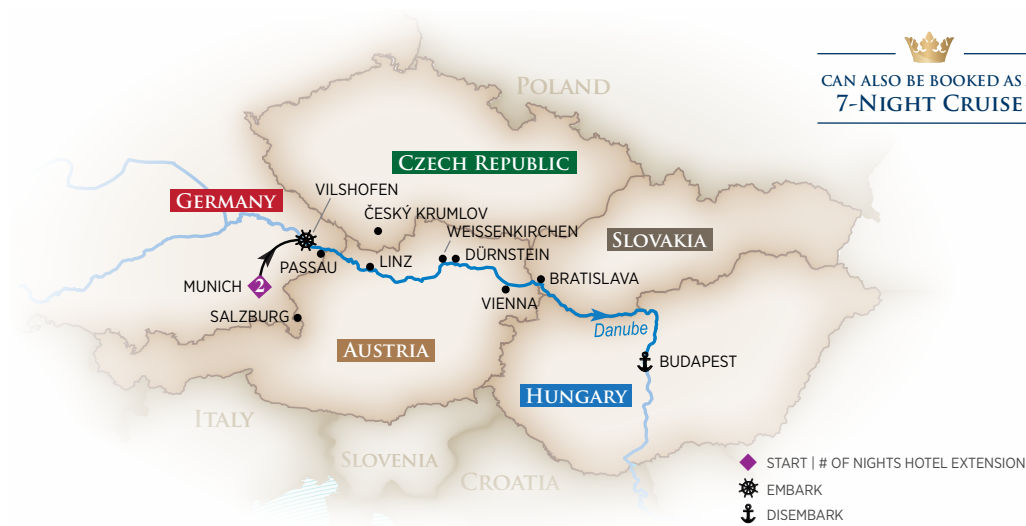 POLAND
CAN ALSO BE BOOKED AS
7-NIGHT CRUISE
CZECH REPUBLIC
GERMANY
VILSHOFEN
ČESKÝ KRUMLOV
WEISSENKIRCHEN
SLOVAKIA
PASSAU
LINZ
DÜRNSTEIN
MUNICH
2
BRATISLAVA
VIENNA
SALZBURG
Danube
AUSTRIA
BUDAPEST
HUNGARY
ITALY
SLOVENIA
CROATIA
START | # OF NIGHTS HOTEL EXTENSION
EMBARK
DISEMBARK